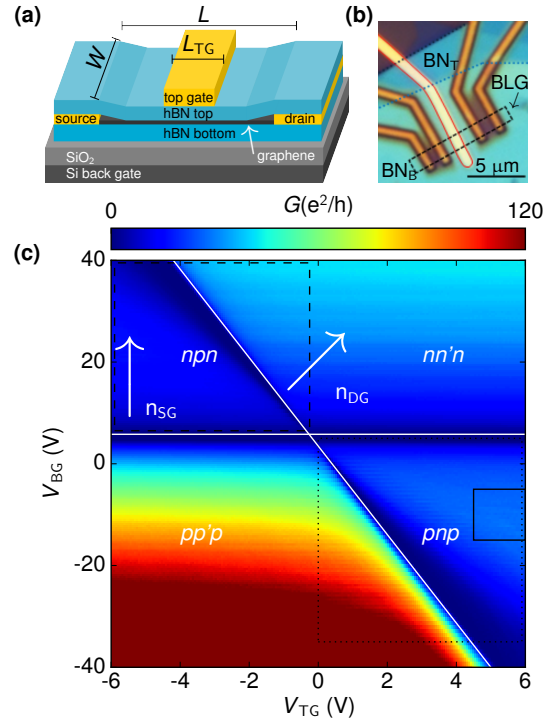 (a)
L
L_TG
W
top gate
hBN top
source
drain
hBN bottom
graphene
SiO₂
Si back gate
(b)
BN_T
BLG
BN_B
5 μm
0
G(e²/h)
120
(c)
40
20
0
-20
-40
V_BG (V)
npn
nn'n
n_SG
n_DG
pp'p
pnp
-6 -4 -2 0 2 4 6
V_TG (V)